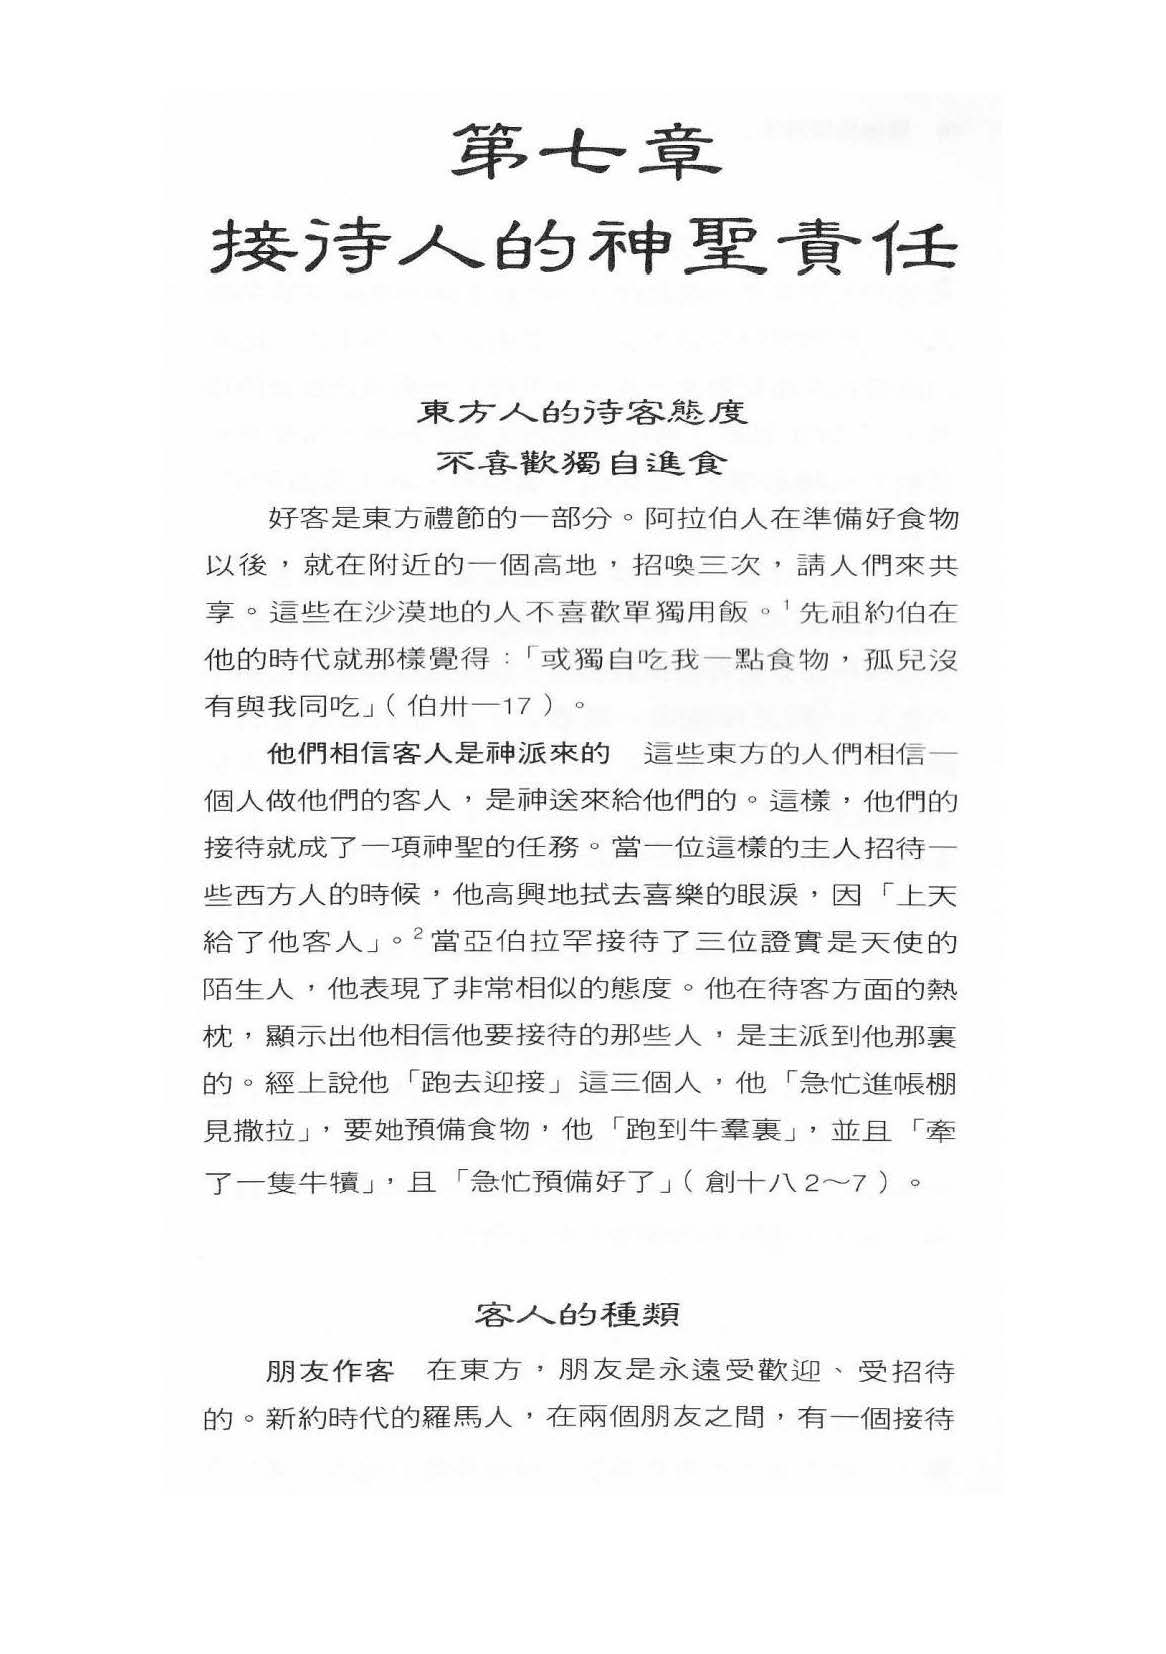 第七章
接待人的神聖責任
東方人的待客態度
不喜歡獨自進食
好客是東方禮節的一部分。阿拉伯人在準備好食物
以後，就在附近的一個高地，招喚三次，請人們來共
享。這些在沙漠地的人不喜歡單獨用飯。1先祖約伯在
他的時代就那樣覺得：「或獨自吃我一點食物，孤兒沒
有與我同吃」（伯卅一17）。
他們相信客人是神派來的　這些東方的人們相信一
個人做他們的客人，是神送來給他們的。這樣，他們的
接待就成了一項神聖的任務。當一位這樣的主人招待一
些西方人的時候，他高興地拭去喜樂的眼淚，因「上天
給了他客人」。2當亞伯拉罕接待了三位證實是天使的
陌生人，他表現了非常相似的態度。他在待客方面的熱
枕，顯示出他相信他要接待的那些人，是主派到他那裏
的。經上說他「跑去迎接」這三個人，他「急忙進帳棚
見撒拉」，要她預備食物，他「跑到牛羣裏」，並且「牽
了一隻牛犢」，且「急忙預備好了」（創十八2～7）。
客人的種類
朋友作客　在東方，朋友是永遠受歡迎、受招待
的。新約時代的羅馬人，在兩個朋友之間，有一個接待